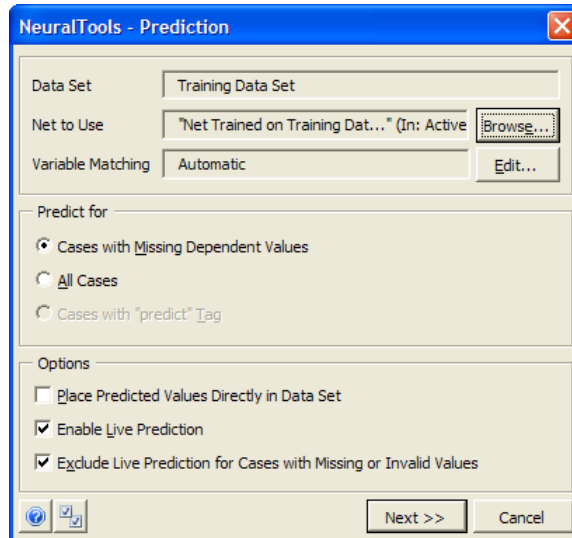 NeuralTools - Prediction
Data Set Training Data Set
Net to Use "Net Trained on Training Dat..." (In: Active Browse...
Variable Matching Automatic Edit...
Predict for
Cases with Missing Dependent Values
All Cases
Cases with "predict" Tag
Options
Place Predicted Values Directly in Data Set
Enable Live Prediction
Exclude Live Prediction for Cases with Missing or Invalid Values
Next >> Cancel